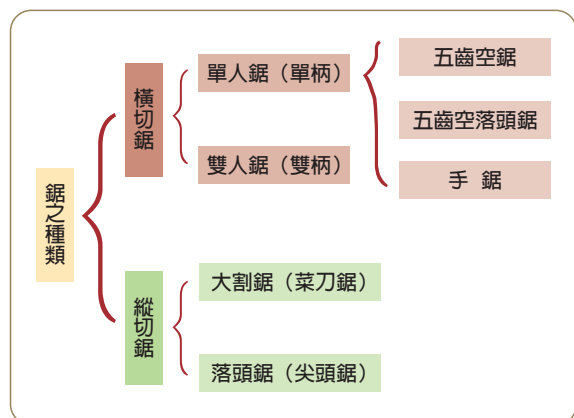 鋸之種類
橫切鋸
單人鋸（單柄）
五齒空鋸
五齒空落頭鋸
手 鋸
雙人鋸（雙柄）
縱切鋸
大割鋸（菜刀鋸）
落頭鋸（尖頭鋸）